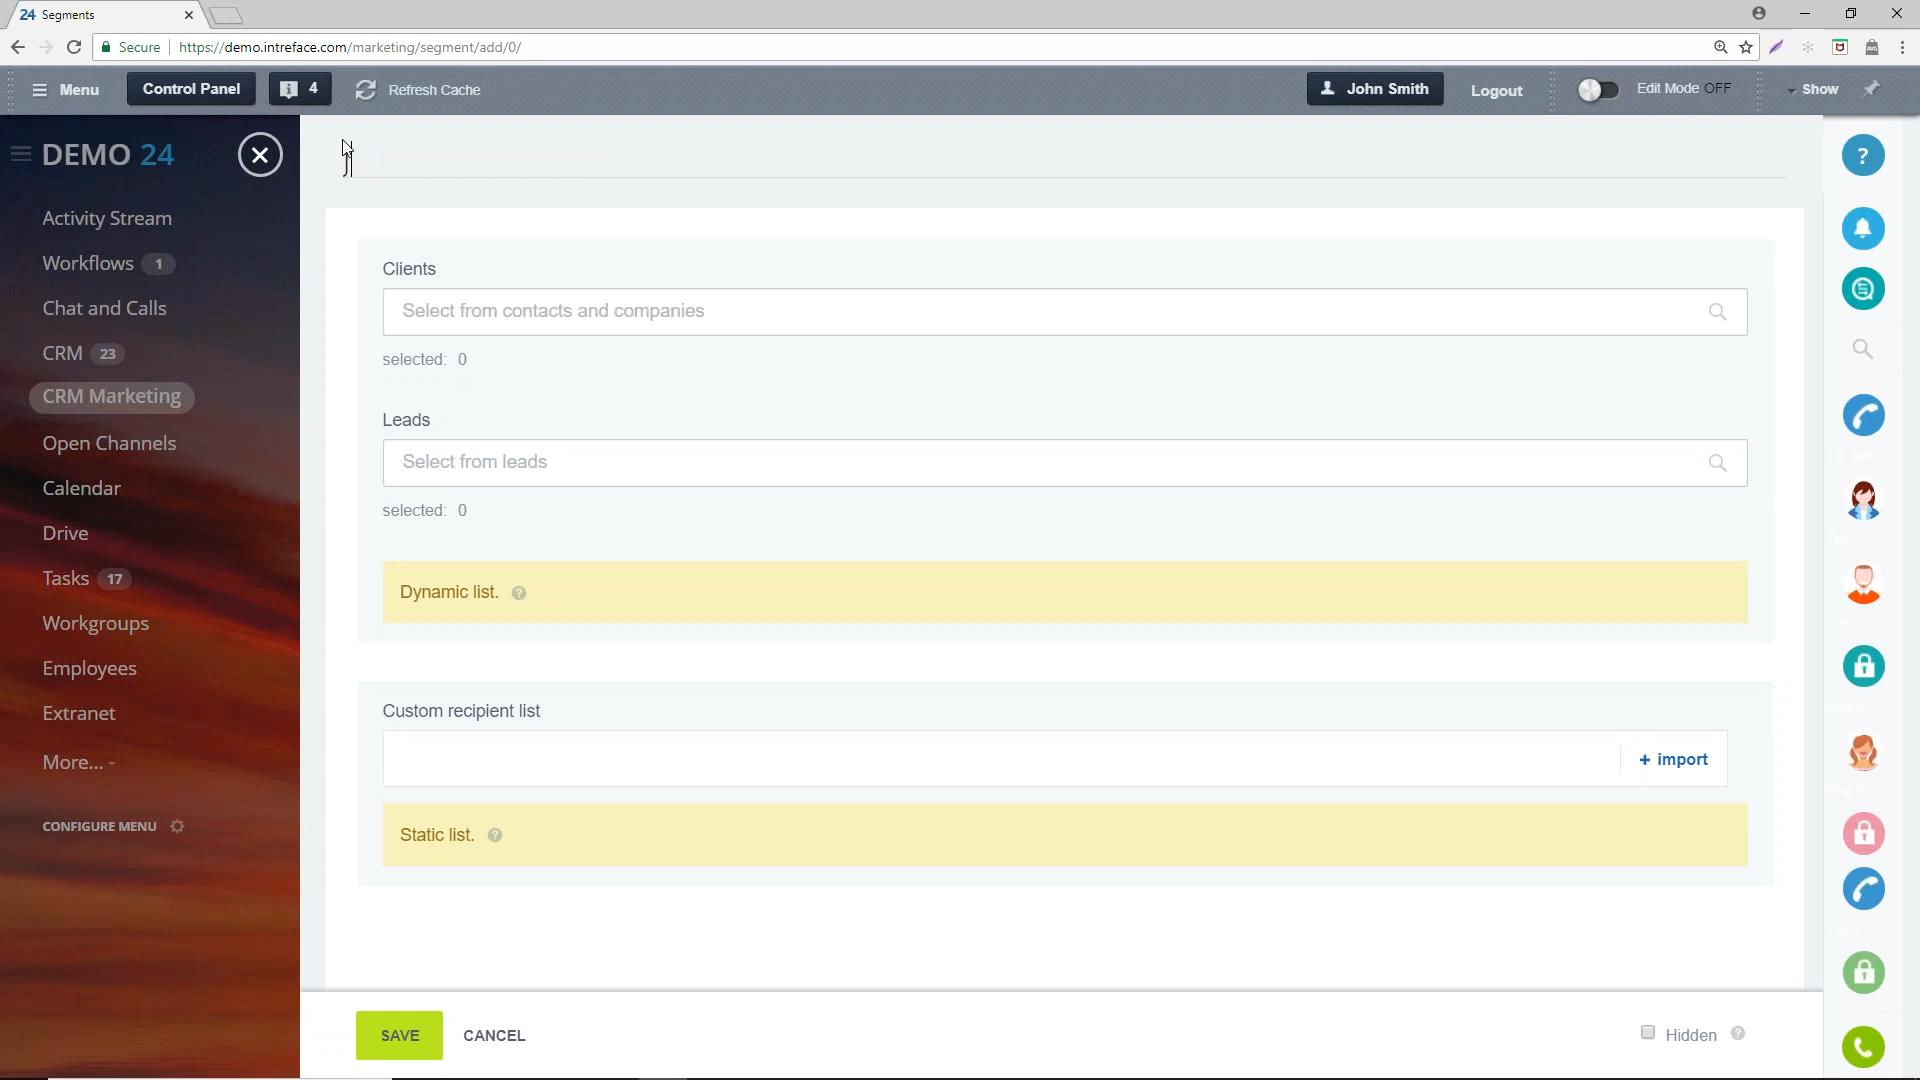 24 Segments
Secure https://demo.intreface.com/marketing/segment/add/0/
Menu Control Panel 4 Refresh Cache John Smith Logout Edit Mode OFF Show
DEMO 24
Activity Stream
Workflows 1
Chat and Calls
CRM 23
CRM Marketing
Open Channels
Calendar
Drive
Tasks 17
Workgroups
Employees
Extranet
More...
CONFIGURE MENU
Clients
Select from contacts and companies
selected: 0
Leads
Select from leads
selected: 0
Dynamic list. ?
Custom recipient list
+ import
Static list. ?
SAVE CANCEL Hidden ?
?